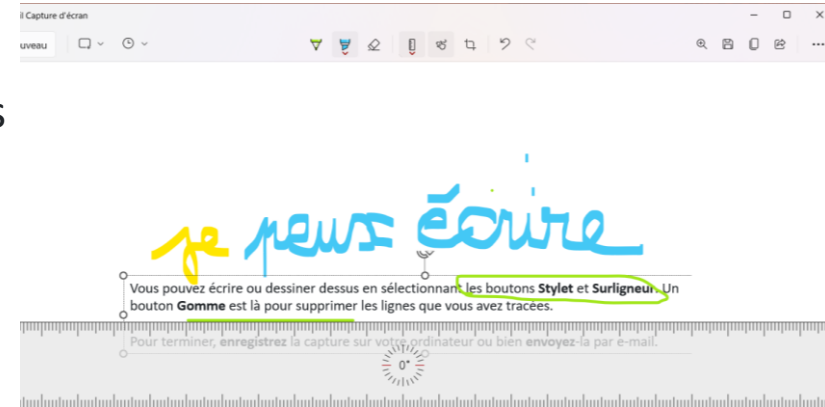 il Capture d'écran
uveau
s
je peux écrire
Vous pouvez écrire ou dessiner dessus en sélectionnant les boutons Stylet et Surligneur. Un
bouton Gomme est là pour supprimer les lignes que vous avez tracées.
Pour terminer, enregistrez la capture sur votre ordinateur ou bien envoyez-la par e-mail.
0°